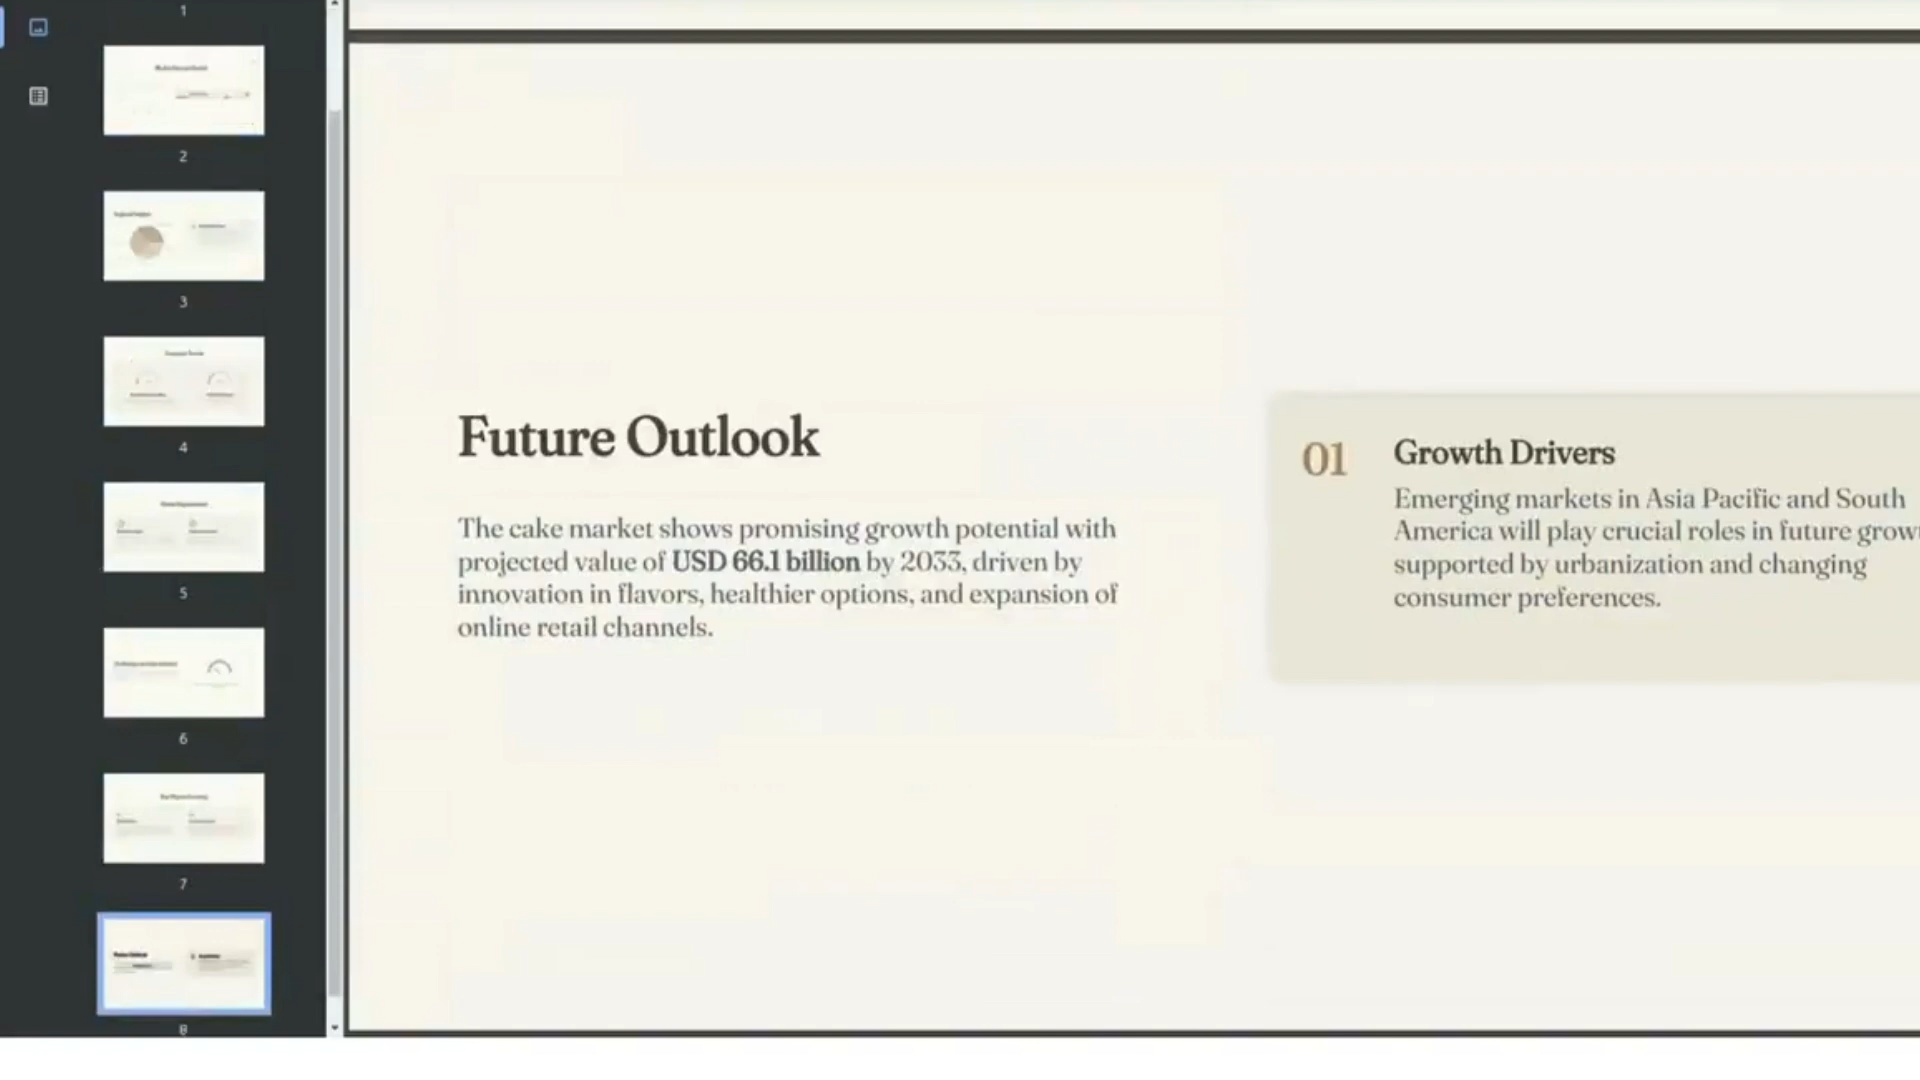 1
2
3
4
5
6
7
8
Future Outlook
The cake market shows promising growth potential with
projected value of USD 66.1 billion by 2033, driven by
innovation in flavors, healthier options, and expansion of
online retail channels.
01
Growth Drivers
Emerging markets in Asia Pacific and South
America will play crucial roles in future grow
supported by urbanization and changing
consumer preferences.